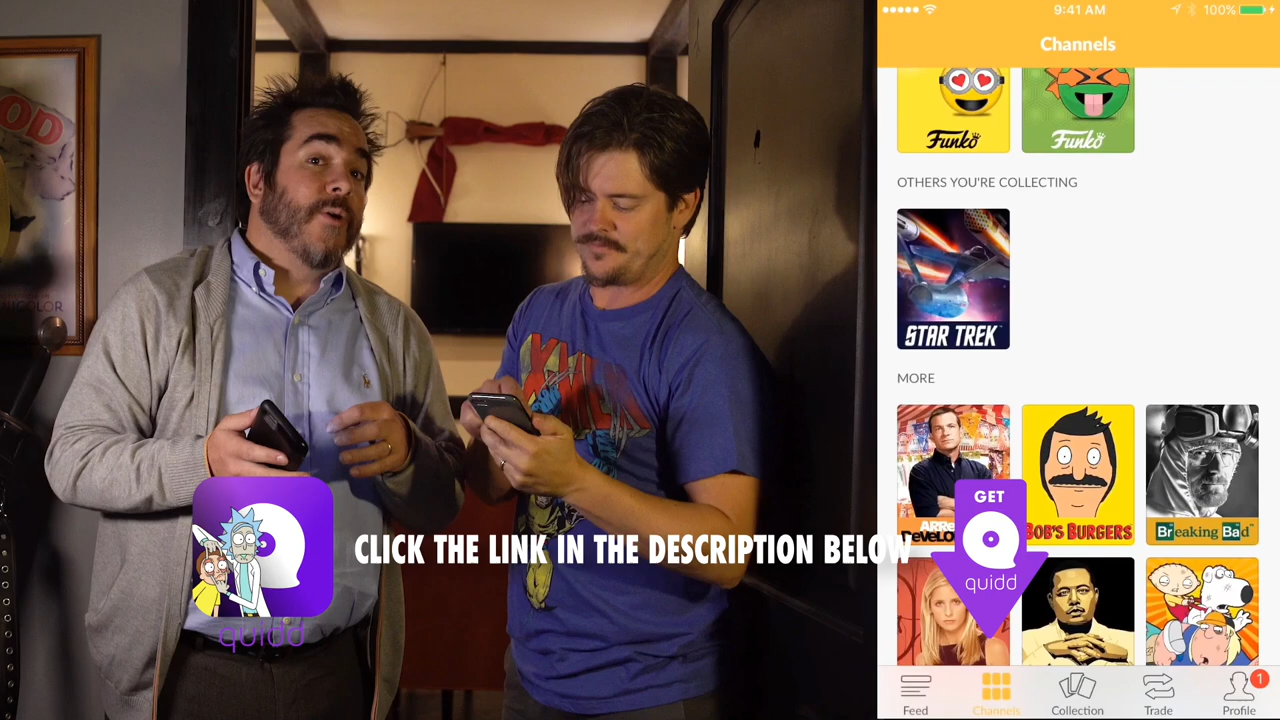 9:41 AM
100%
Channels
Funko
Funko
OTHERS YOU'RE COLLECTING
STAR TREK
MORE
BOB'S BURGERS
Breaking Bad
GET
quidd
CLICK THE LINK IN THE DESCRIPTION BELOW
quidd
Feed
Channels
Collection
Trade
Profile
1